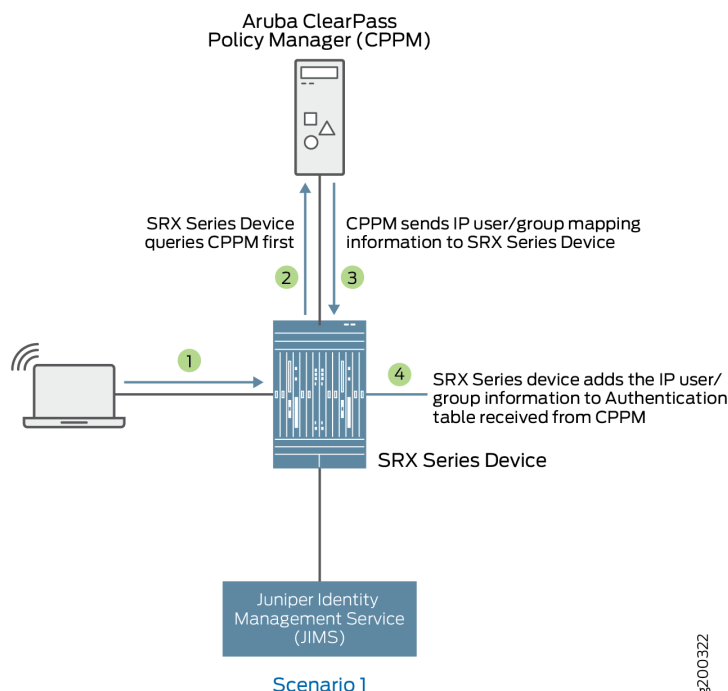 Aruba ClearPass
Policy Manager (CPPM)
SRX Series Device
queries CPPM first
CPPM sends IP user/group mapping
information to SRX Series Device
2
3
1
4
SRX Series device adds the IP user/
group information to Authentication
table received from CPPM
SRX Series Device
Juniper Identity
Management Service
(JIMS)
Scenario 1
g200322